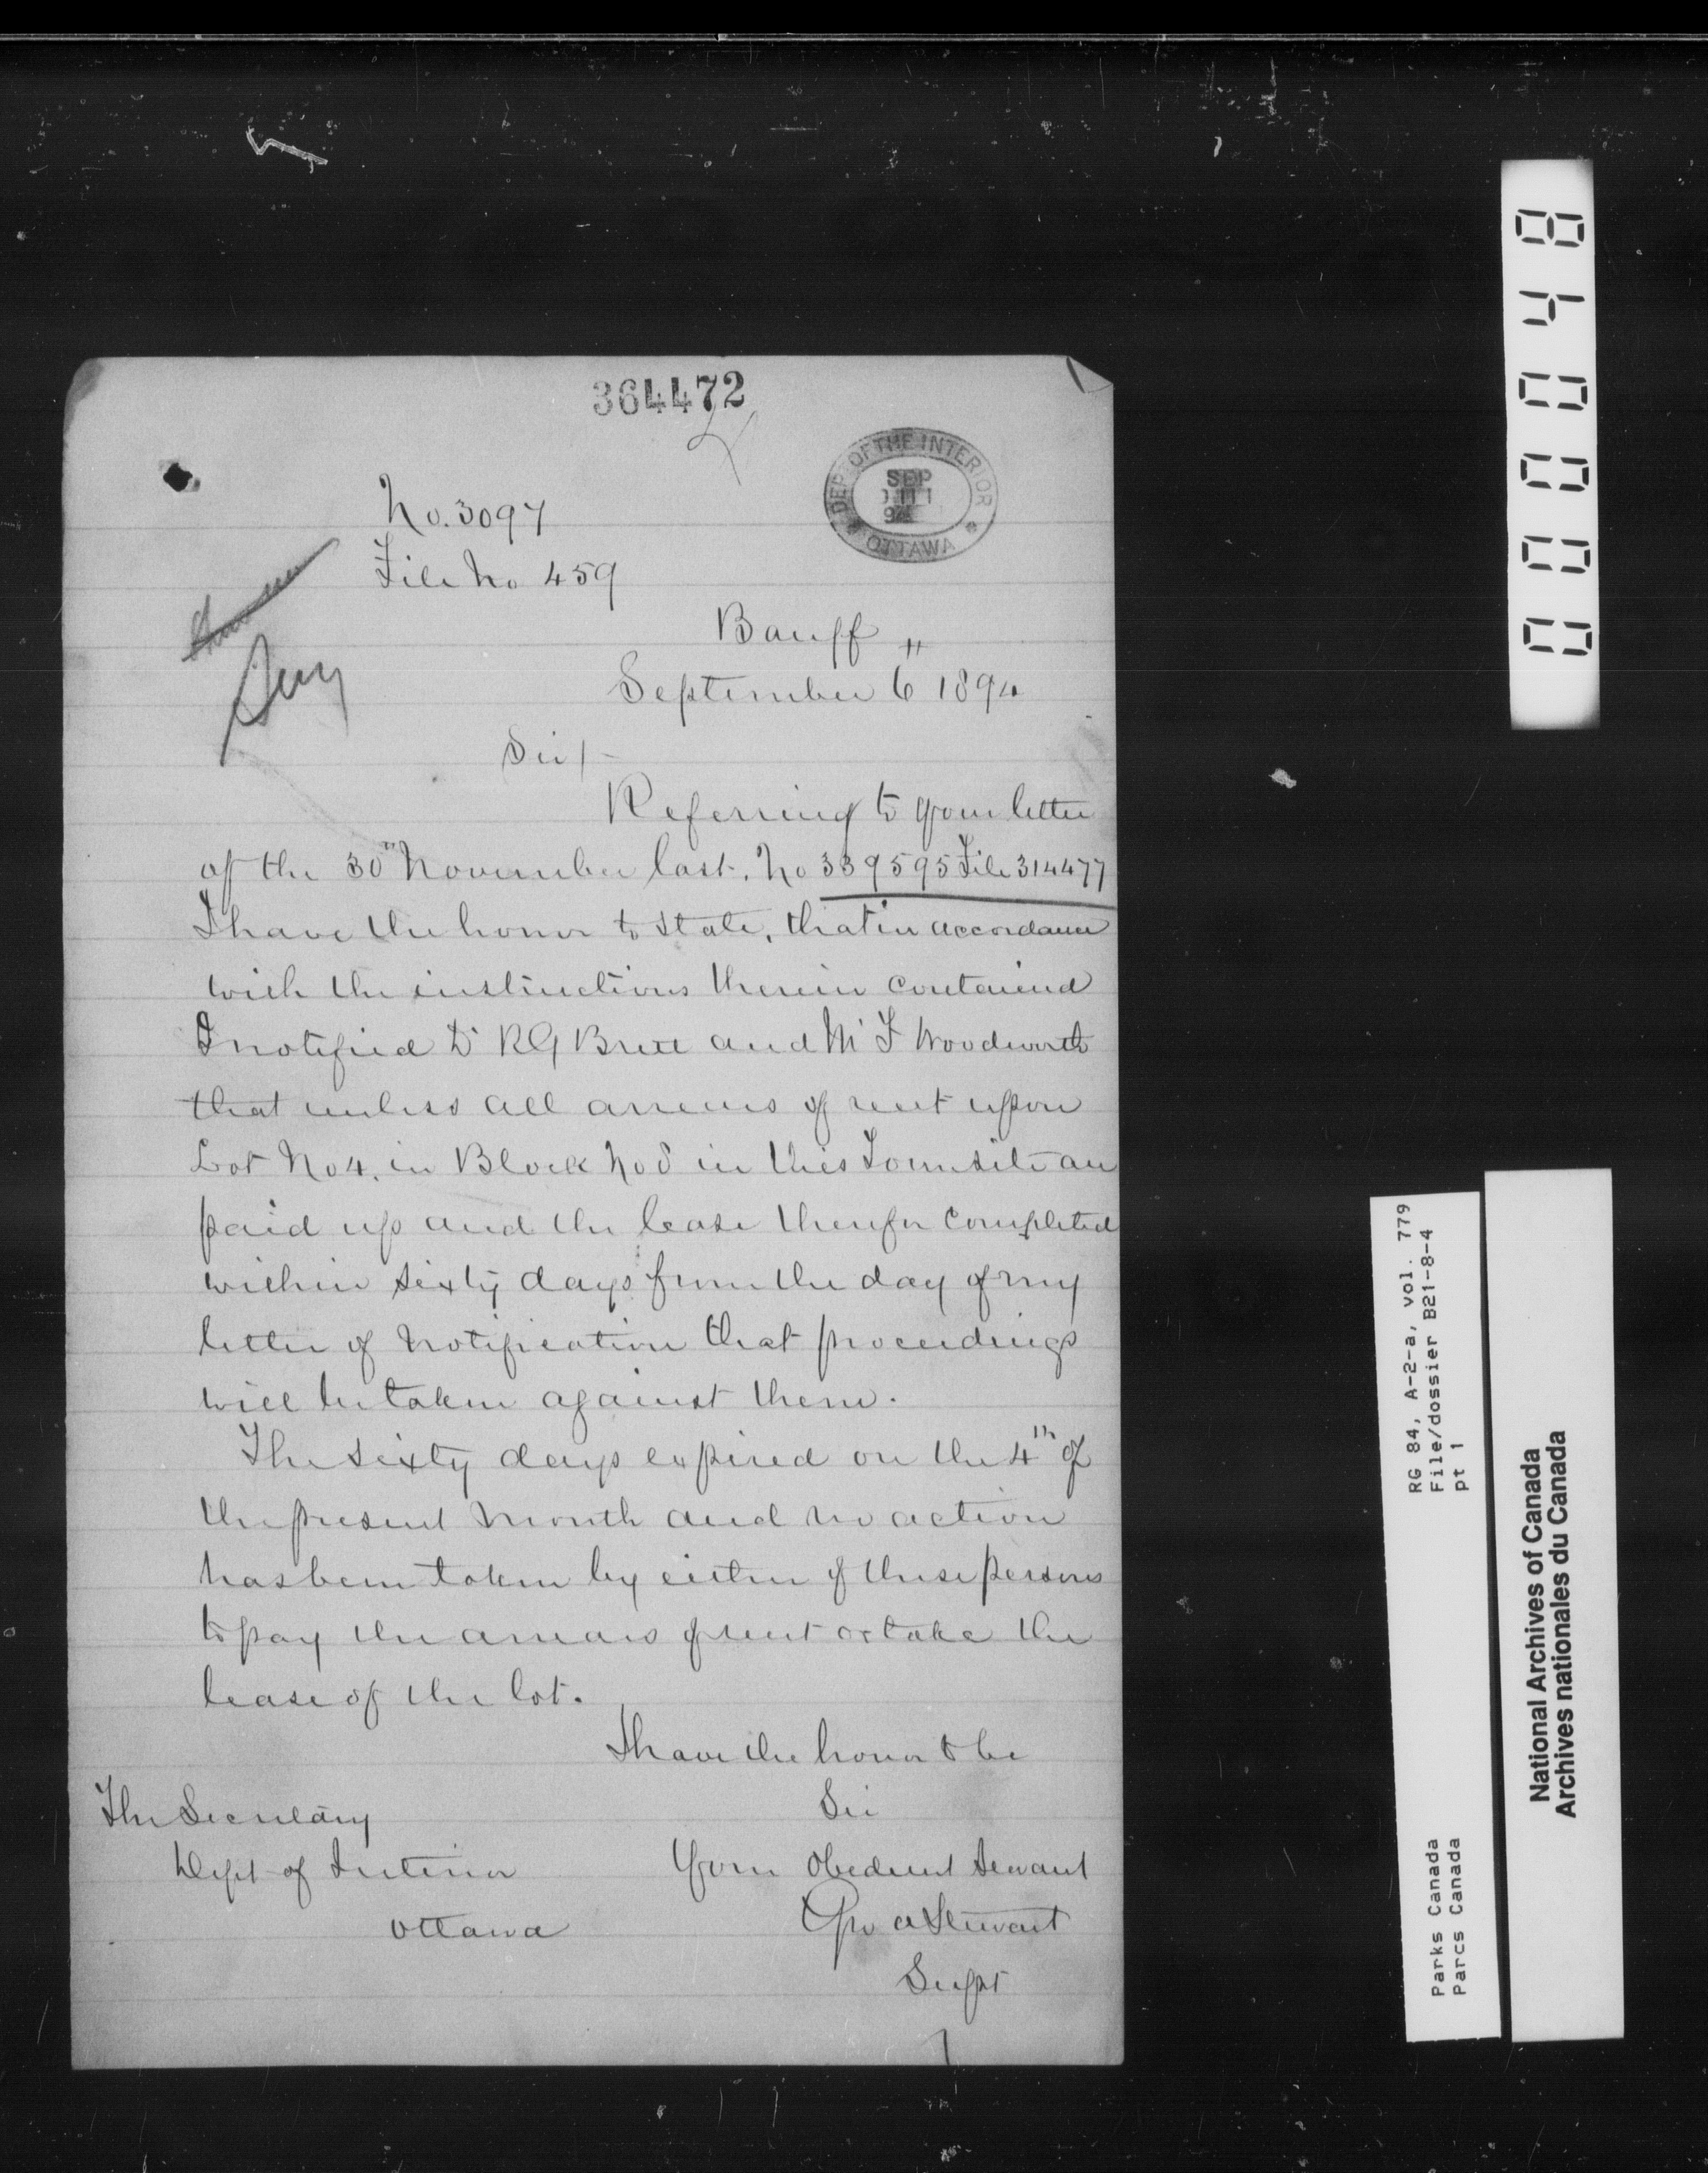 364472
DEPT OF THE INTERIOR
SEP
11
94
OTTAWA
No. 3097
File No 459
Banff
September 6" 1894
Sir/-
Referring to your letter
of the 30th November last, No 339595 File 314477
I have the honor to state, that in accordance
with the instructions therein contained
I notified Dr RG Brett and Mr F Woodworth
that unless all arrears of rent upon
Lot No 4. in Block No 8 in this Townsite are
paid up and the lease therefor completed
within sixty days from the day of my
letter of notification that proceedings
will be taken against them.
The sixty days expired on the 4th of
the present month and no action
has been taken by either of these persons
to pay the arrears of rent or take the
lease of the lot.
I have the honor to be
Sir
The Secretary
Your Obedient Servant
Dept of Interior
Geo A Stewart
Ottawa
Supt
0000048
RG 84, A-2-a, vol. 779
File/dossier B21-8-4
pt 1
Parks Canada
Parcs Canada
National Archives of Canada
Archives nationales du Canada